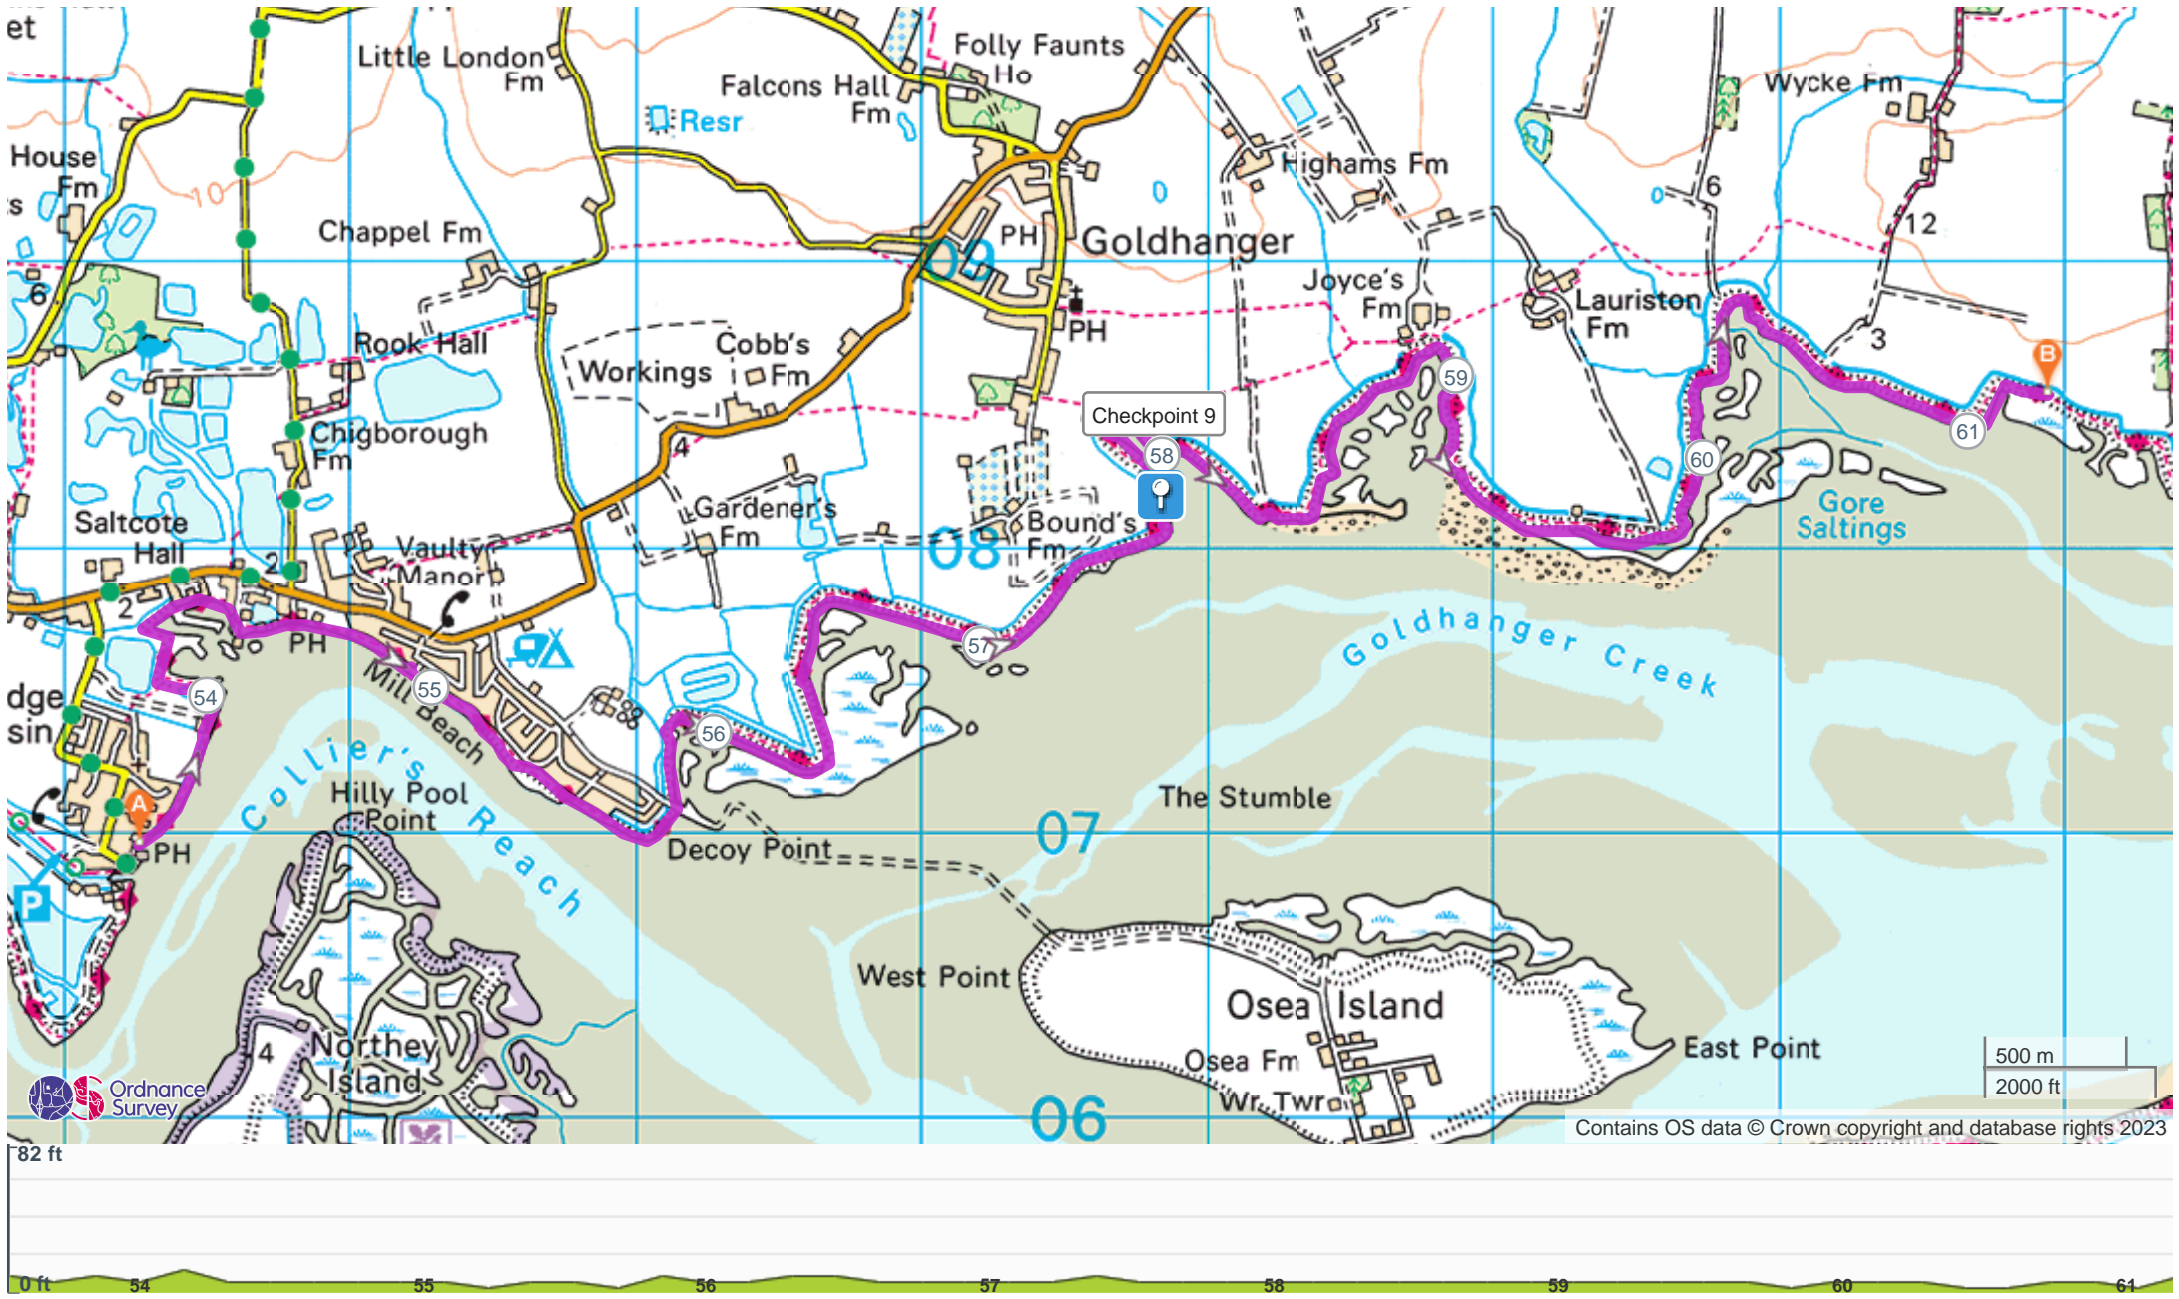 et
Little London
Fm
Folly Faunts
Ho
Falcons Hall
Fm
Resr
Wycke Fm
House
Fm
s
10
Highams Fm
6
12
Chappel Fm
PH
Goldhanger
09
6
Joyce's
Fm
Lauriston
Fm
PH
3
Rook Hall
Cobb's
Fm
Workings
B
59
Checkpoint 9
4
58
61
Chigborough
Fm
60
Saltcote
Hall
Gardener's
Fm
Bound's
Fm
08
Gore
Saltings
Vaulty
Manor
2
2
PH
57
Goldhanger Creek
dge
sin
54
55
56
Mill Beach
Collier's Reach
Hilly Pool
Point
A
PH
The Stumble
07
Decoy Point
P
West Point
Osea Island
4
Northey
Island
Osea Fm
East Point
Wr Twr
06
500 m
2000 ft
Ordnance
Survey
Contains OS data © Crown copyright and database rights 2023
82 ft
0 ft
54
55
56
57
58
59
60
61